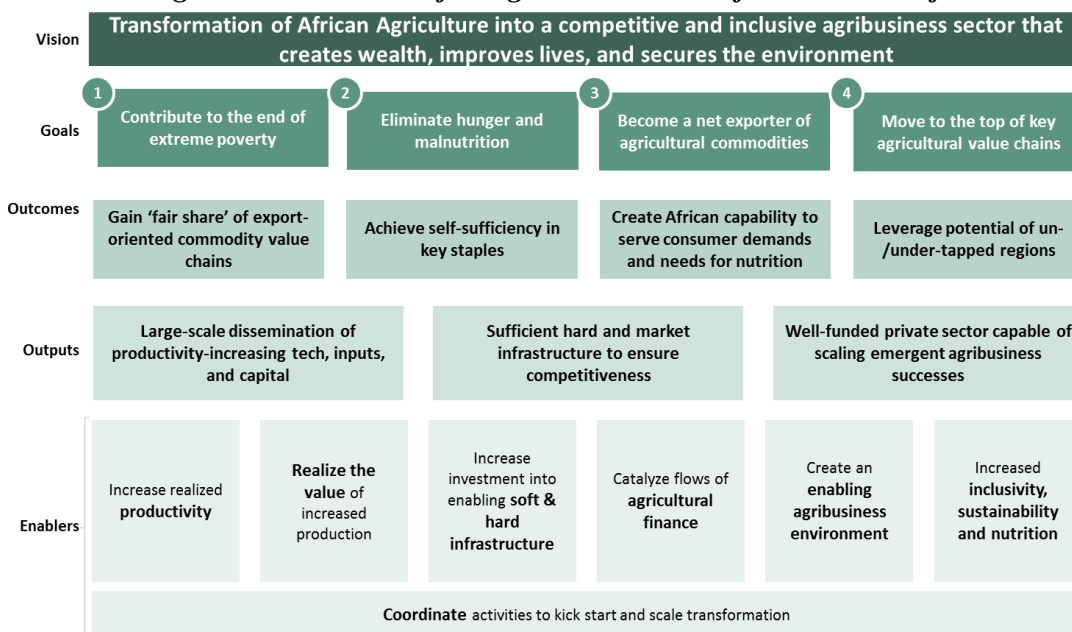 Vision
Transformation of African Agriculture into a competitive and inclusive agribusiness sector that
creates wealth, improves lives, and secures the environment
Goals
1
Contribute to the end of
extreme poverty
2
Eliminate hunger and
malnutrition
3
Become a net exporter of
agricultural commodities
4
Move to the top of key
agricultural value chains
Outcomes
Gain ‘fair share’ of export-
oriented commodity value
chains
Achieve self-sufficiency in
key staples
Create African capability to
serve consumer demands
and needs for nutrition
Leverage potential of un-
/under-tapped regions
Outputs
Large-scale dissemination of
productivity-increasing tech, inputs,
and capital
Sufficient hard and market
infrastructure to ensure
competitiveness
Well-funded private sector capable of
scaling emergent agribusiness
successes
Enablers
Increase realized
productivity
Realize the
value of
increased
production
Increase
investment into
enabling soft &
hard
infrastructure
Catalyze flows of
agricultural
finance
Create an
enabling
agribusiness
environment
Increased
inclusivity,
sustainability
and nutrition
Coordinate activities to kick start and scale transformation